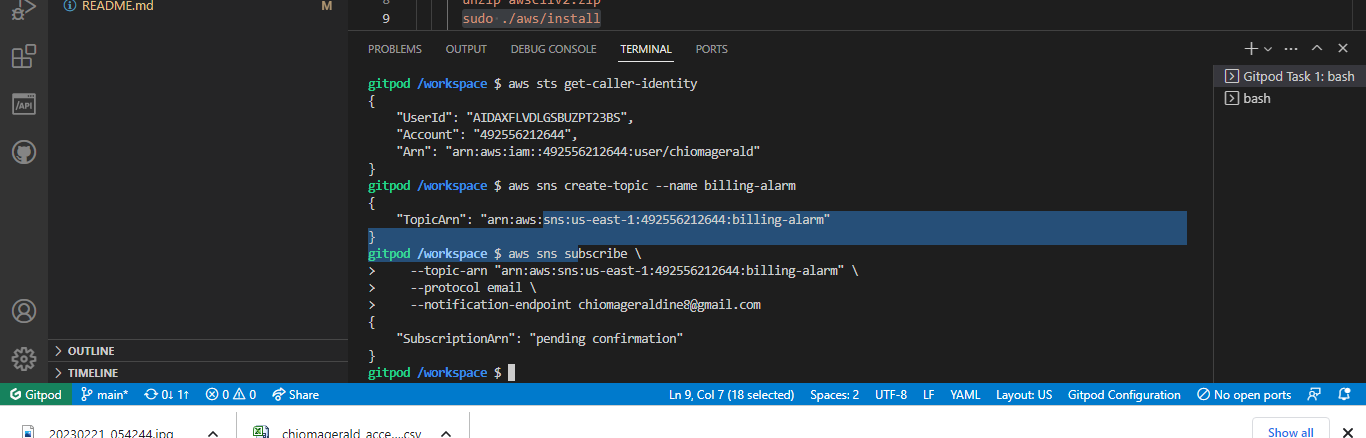 README.md
M
8
unzip awscliv2.zip
9
sudo ./aws/install
PROBLEMS
OUTPUT
DEBUG CONSOLE
TERMINAL
PORTS
/API
gitpod /workspace $ aws sts get-caller-identity
{
    "UserId": "AIDAXFLVDLGSBUZPT23BS",
    "Account": "492556212644",
    "Arn": "arn:aws:iam::492556212644:user/chiomagerald"
}
gitpod /workspace $ aws sns create-topic --name billing-alarm
{
    "TopicArn": "arn:aws:sns:us-east-1:492556212644:billing-alarm"
}
gitpod /workspace $ aws sns subscribe \
>     --topic-arn "arn:aws:sns:us-east-1:492556212644:billing-alarm" \
>     --protocol email \
>     --notification-endpoint chiomageraldine8@gmail.com
{
    "SubscriptionArn": "pending confirmation"
}
gitpod /workspace $
Gitpod Task 1: bash
bash
OUTLINE
TIMELINE
Gitpod
main*
0↓ 1↑
0
0
Share
Ln 9, Col 7 (18 selected)
Spaces: 2
UTF-8
LF
YAML
Layout: US
Gitpod Configuration
No open ports
20230221_054244.jpg
chiomagerald_acce....csv
Show all